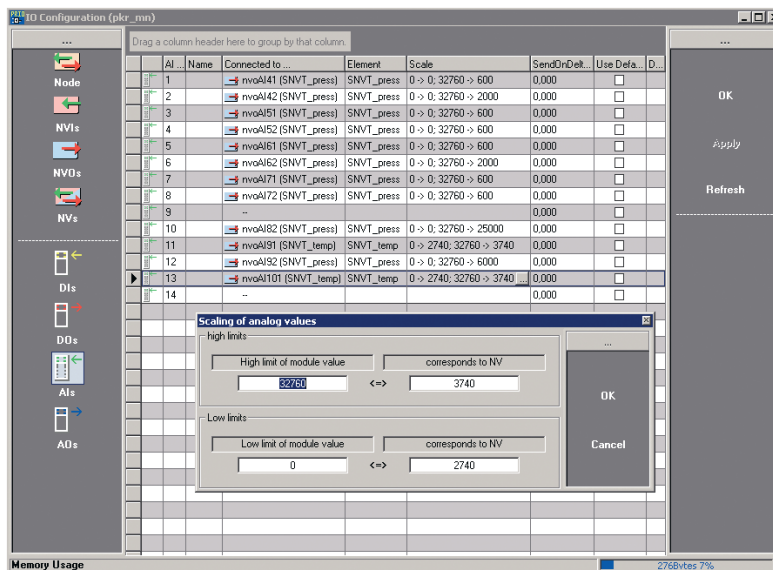 IO Configuration (pkr_mn)
...
Drag a column header here to group by that column.
...
AI ... Name Connected to ... Element Scale SendOnDelt... Use Defa... D...
1 nvoAI41 (SNVT_press) SNVT_press 0 -> 0; 32760 -> 600 0,000
2 nvoAI42 (SNVT_press) SNVT_press 0 -> 0; 32760 -> 2000 0,000
3 nvoAI51 (SNVT_press) SNVT_press 0 -> 0; 32760 -> 600 0,000
4 nvoAI52 (SNVT_press) SNVT_press 0 -> 0; 32760 -> 600 0,000
5 nvoAI61 (SNVT_press) SNVT_press 0 -> 0; 32760 -> 600 0,000
6 nvoAI62 (SNVT_press) SNVT_press 0 -> 0; 32760 -> 2000 0,000
7 nvoAI71 (SNVT_press) SNVT_press 0 -> 0; 32760 -> 600 0,000
8 nvoAI72 (SNVT_press) SNVT_press 0 -> 0; 32760 -> 600 0,000
9 -- 0,000
10 nvoAI82 (SNVT_press) SNVT_press 0 -> 0; 32760 -> 25000 0,000
11 nvoAI91 (SNVT_temp) SNVT_temp 0 -> 2740; 32760 -> 3740 0,000
12 nvoAI92 (SNVT_press) SNVT_press 0 -> 0; 32760 -> 6000 0,000
13 nvoAI101 (SNVT_temp) SNVT_temp 0 -> 2740; 32760 -> 3740 ... 0,000
14 -- 0,000
Node
NVIs
NVOs
NVs
DIs
DOs
AIs
AOs
OK
Apply
Refresh
Scaling of analog values
high limits
High limit of module value corresponds to NV
32760 <=> 3740
Low limits
Low limit of module value corresponds to NV
0 <=> 2740
...
OK
Cancel
Memory Usage
276Bvtes 7%